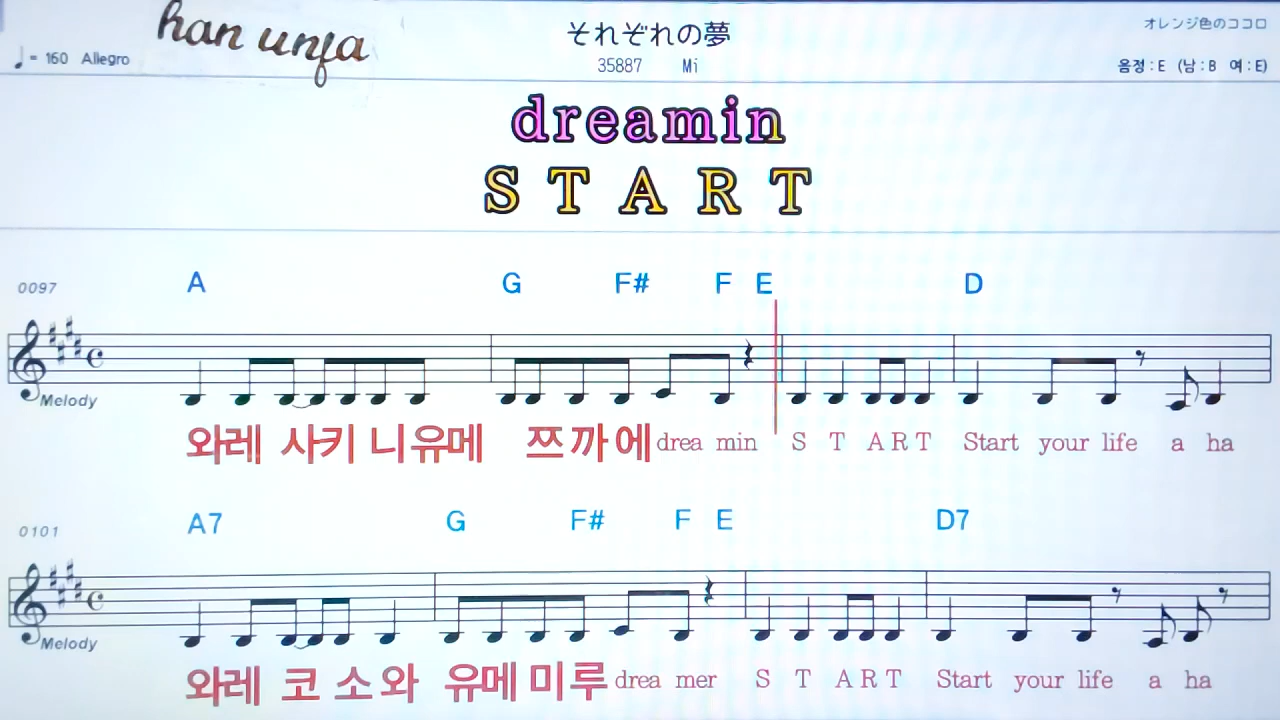 han unja
それぞれの夢
オレンジ色のココロ
♩= 160 Allegro
35887 Mi
음정:E (남:B 여:E)
dreamin
START
0097
A G F# F E D
Melody
와레 사키 니유메 쯔까에 drea min S T A R T Start your life a ha
0101
A7 G F# F E D7
Melody
와레 코 소와 유메 미루 drea mer S T A R T Start your life a ha